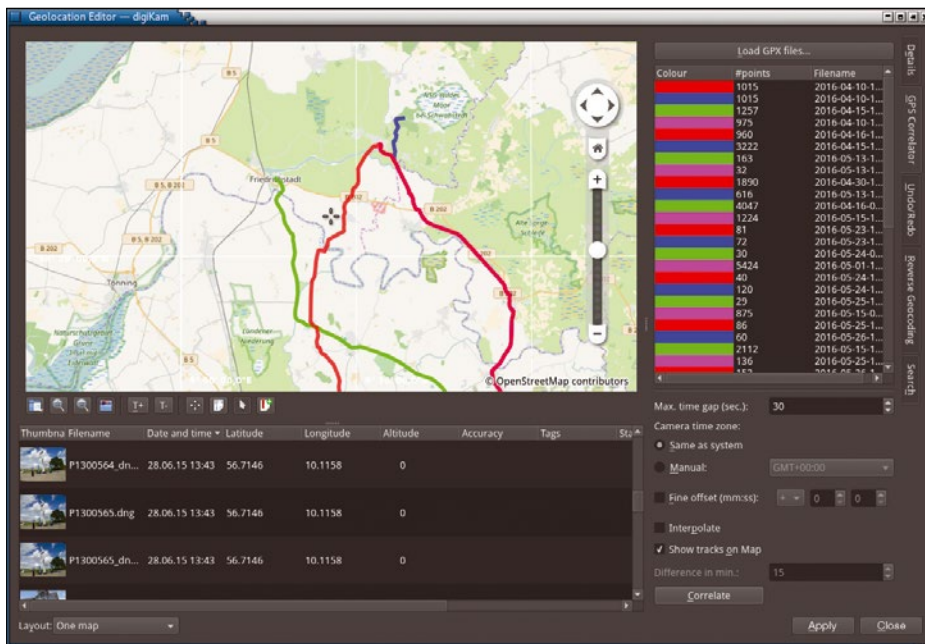 Geolocation Editor — digiKam
B 5
B 5
Friedrichstadt
B 5, B 202
B 202
B 202
B 5, B 202
B 202
Tönning
B 202
B 5
© OpenStreetMap contributors
Load GPX files...
Colour #points Filename
1015 2016-04-10-1...
1015 2016-04-10-1...
1257 2016-04-15-1...
975 2016-04-10-1...
960 2016-04-16-1...
3222 2016-04-15-1...
163 2016-05-13-1...
32 2016-05-13-1...
1890 2016-04-30-1...
616 2016-05-13-1...
4047 2016-04-16-0...
1224 2016-05-15-1...
81 2016-05-23-1...
72 2016-05-23-1...
30 2016-05-24-0...
5424 2016-05-01-1...
40 2016-05-24-1...
120 2016-05-24-1...
29 2016-05-25-1...
875 2016-05-15-0...
86 2016-05-25-1...
60 2016-05-26-1...
2112 2016-05-15-1...
136 2016-05-25-1...
Details
GPS Correlator
Undo/Redo
Reverse Geocoding
Search
Thumbna Filename Date and time Latitude Longitude Altitude Accuracy Tags Sta
P1300564_dn... 28.06.15 13:43 56.7146 10.1158 0
P1300565.dng 28.06.15 13:43 56.7146 10.1158 0
P1300565_dn... 28.06.15 13:43 56.7146 10.1158 0
Max. time gap (sec.): 30
Camera time zone:
Same as system
Manual: GMT+00:00
Fine offset (mm:ss): + 0 0
Interpolate
Show tracks on Map
Difference in min.: 15
Correlate
Layout: One map
Apply Close